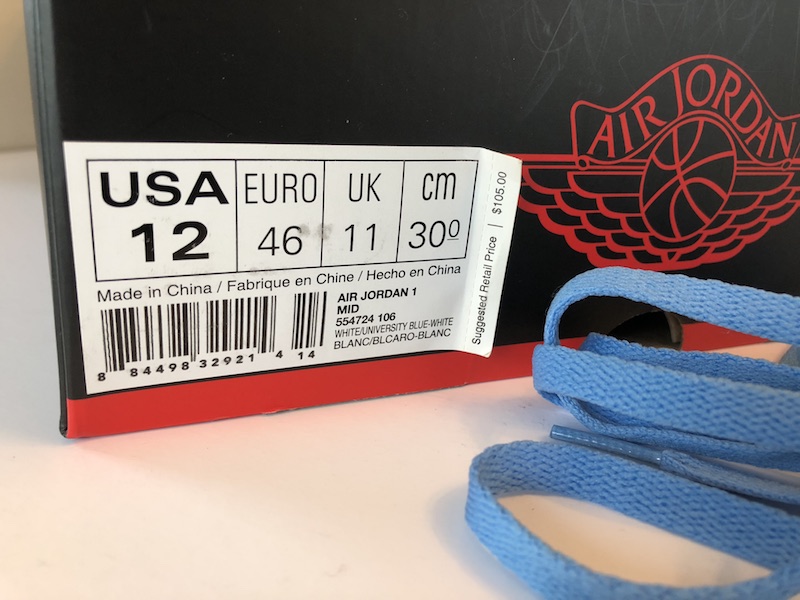 USA EURO UK cm
12 46 11 30º
Made in China / Fabrique en Chine / Hecho en China
AIR JORDAN 1
MID
554724 106
WHITE/UNIVERSITY BLUE-WHITE
BLANC/BLCARO-BLANC
8 84498 32921 4 14
Suggested Retail Price | $105.00
AIR JORDAN